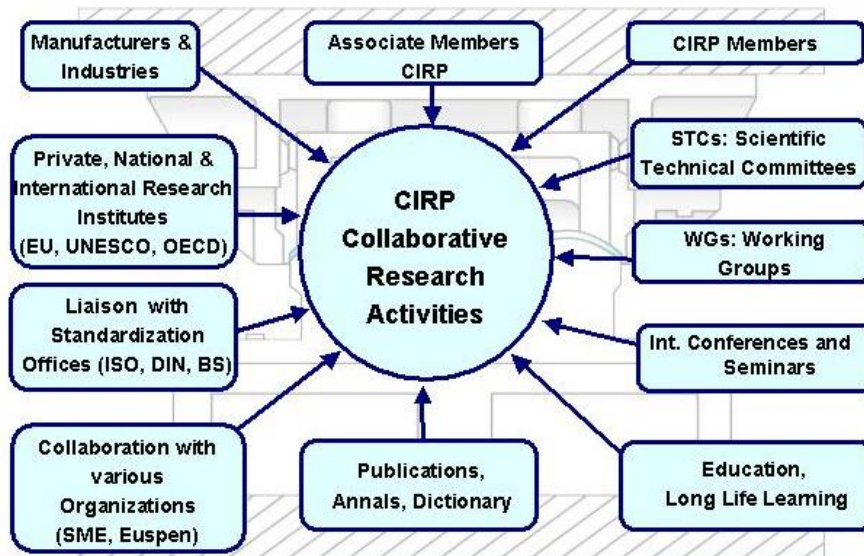 Manufacturers &
Industries
Associate Members
CIRP
CIRP Members
Private, National &
International Research
Institutes
(EU, UNESCO, OECD)
STCs: Scientific
Technical Committees
CIRP
Collaborative
Research
Activities
WGs: Working
Groups
Liaison with
Standardization
Offices (ISO, DIN, BS)
Int. Conferences and
Seminars
Collaboration with
various
Organizations
(SME, Euspen)
Publications,
Annals, Dictionary
Education,
Long Life Learning